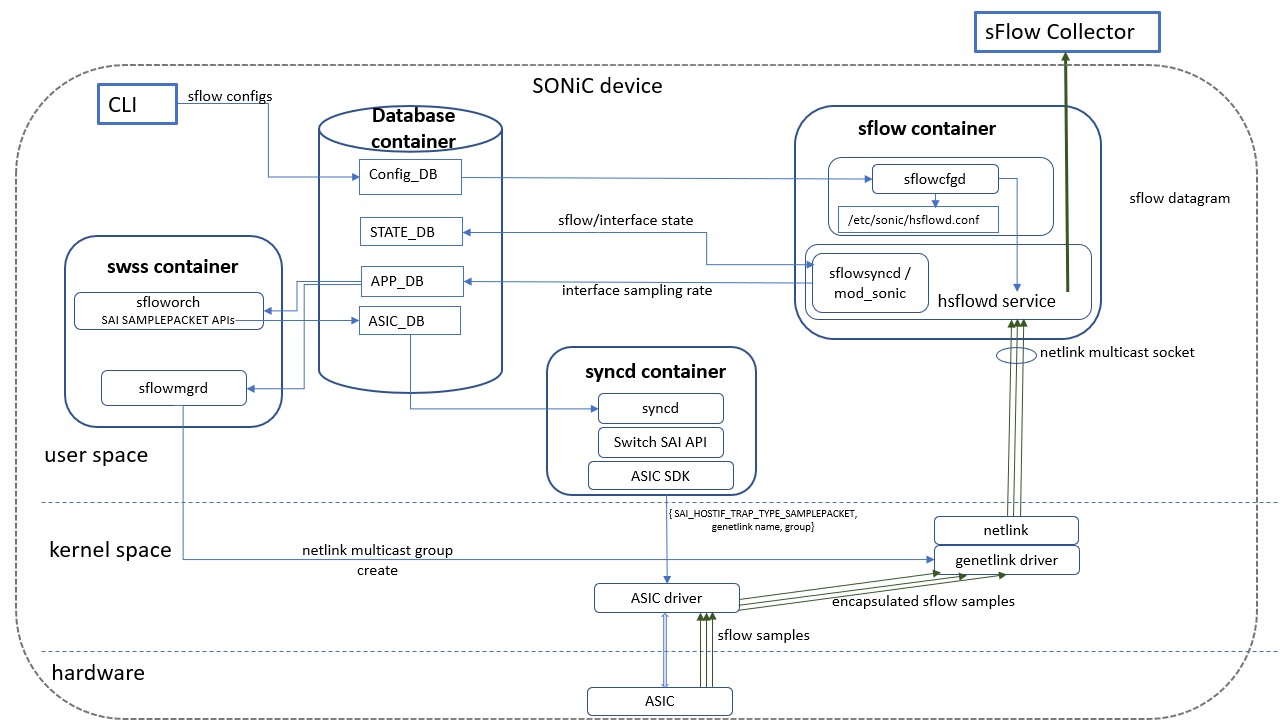 sFlow Collector
SONiC device
CLI
sflow configs
Database
container
Config_DB
STATE_DB
APP_DB
ASIC_DB
sflow container
sflowcfgd
/etc/sonic/hsflowd.conf
sflow datagram
sflow/interface state
sflowsyncd /
mod_sonic
interface sampling rate
hsflowd service
swss container
sfloworch
SAI SAMPLEPACKET APIs
sflowmgrd
netlink multicast socket
syncd container
syncd
Switch SAI API
ASIC SDK
user space
{ SAI_HOSTIF_TRAP_TYPE_SAMPLEPACKET,
genetlink name, group}
kernel space
netlink multicast group
create
netlink
genetlink driver
ASIC driver
encapsulated sflow samples
sflow samples
hardware
ASIC